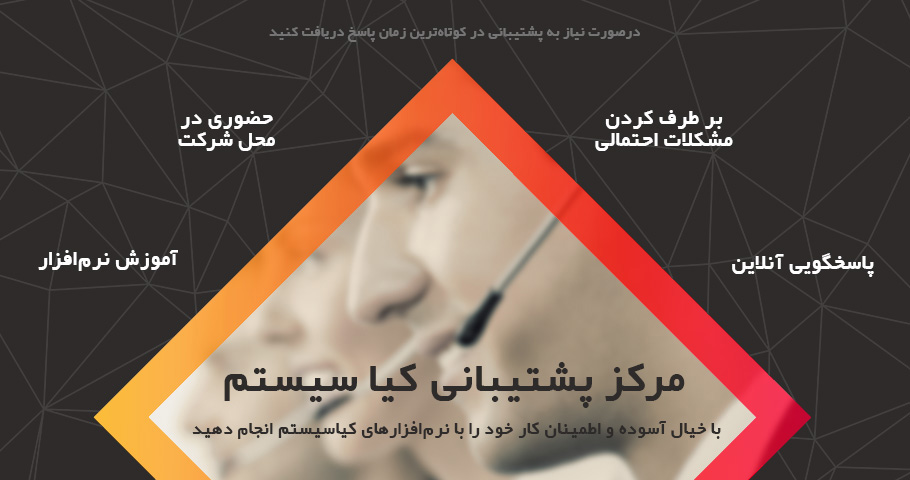 درصورت نیاز به پشتیبانی در کوتاه‌ترین زمان پاسخ دریافت کنید
بر طرف کردن
مشکلات احتمالی
حضوری در
محل شرکت
پاسخگویی آنلاین
آموزش نرم‌افزار
مرکز پشتیبانی کیا سیستم
با خیال آسوده و اطمینان کار خود را با نرم‌افزارهای کیاسیستم انجام دهید